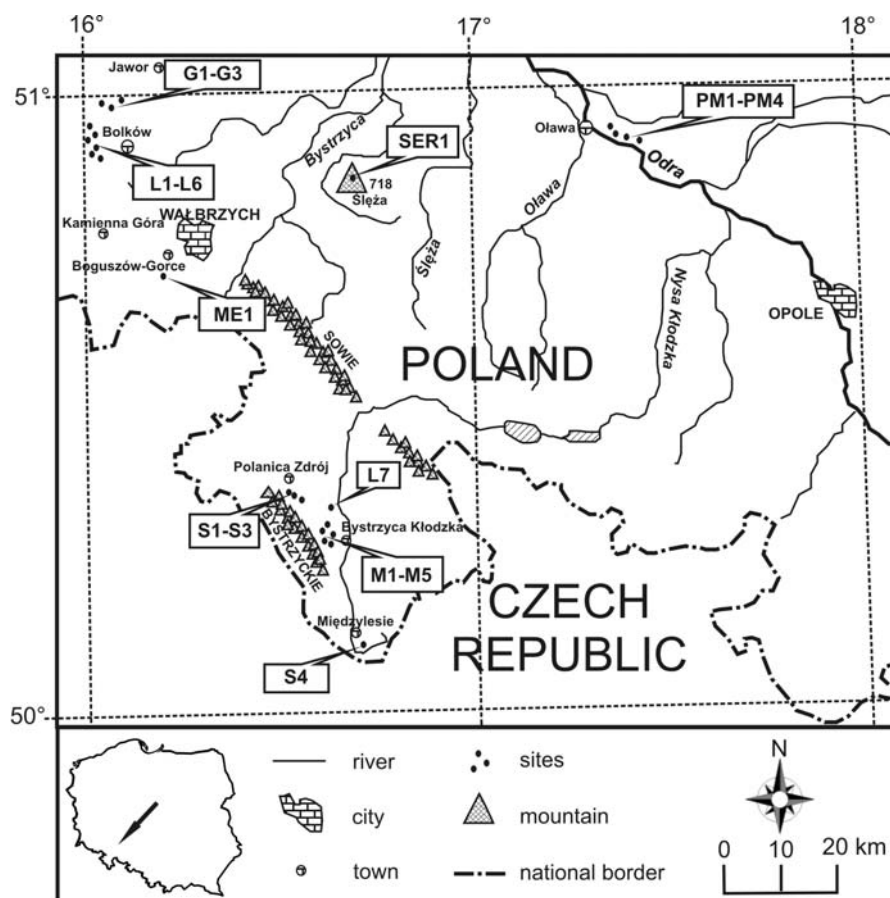 16°
17°
18°
51°
Jawor
G1-G3
PM1-PM4
Bolków
Bystrzyca
SER1
Oława
Odra
L1-L6
718
Ślęża
Kamienna Góra
WAŁBRZYCH
Oława
Ślęża
Boguszów-Gorce
Nysa Kłodzka
ME1
OPOLE
SOWIE
POLAND
Polanica Zdrój
L7
S1-S3
BYSTRZYCKIE
Bystrzyca Kłodzka
M1-M5
CZECH
REPUBLIC
Międzylesie
S4
50°
river
sites
N
city
mountain
town
national border
0 10 20 km